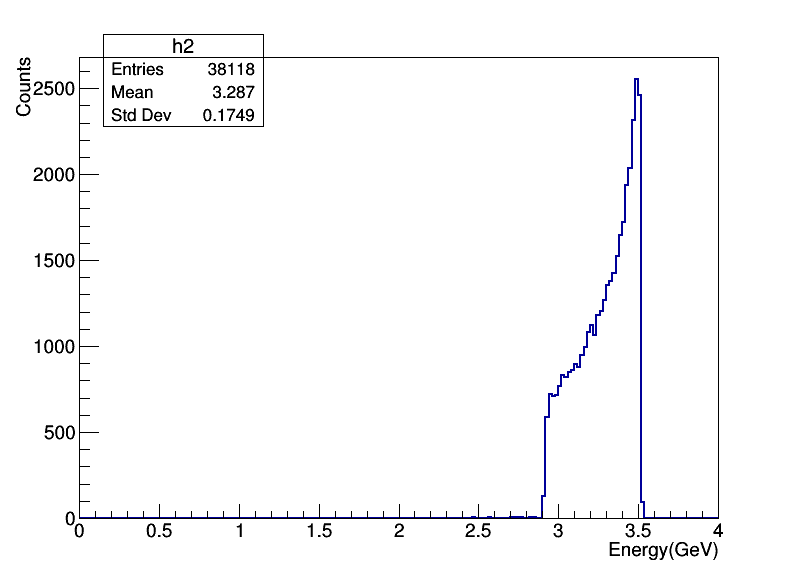 h2
Entries 38118
Mean 3.287
Std Dev 0.1749
Counts
2500
2000
1500
1000
500
0
0 0.5 1 1.5 2 2.5 3 3.5 4
Energy(GeV)